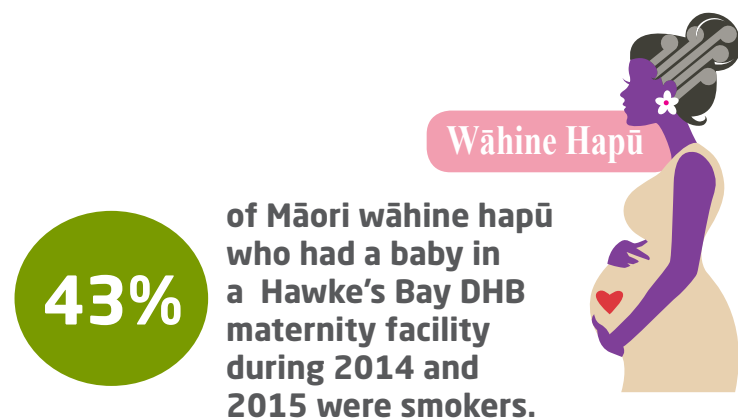 Wāhine Hapū
43%
of Māori wāhine hapū
who had a baby in
a Hawke's Bay DHB
maternity facility
during 2014 and
2015 were smokers.